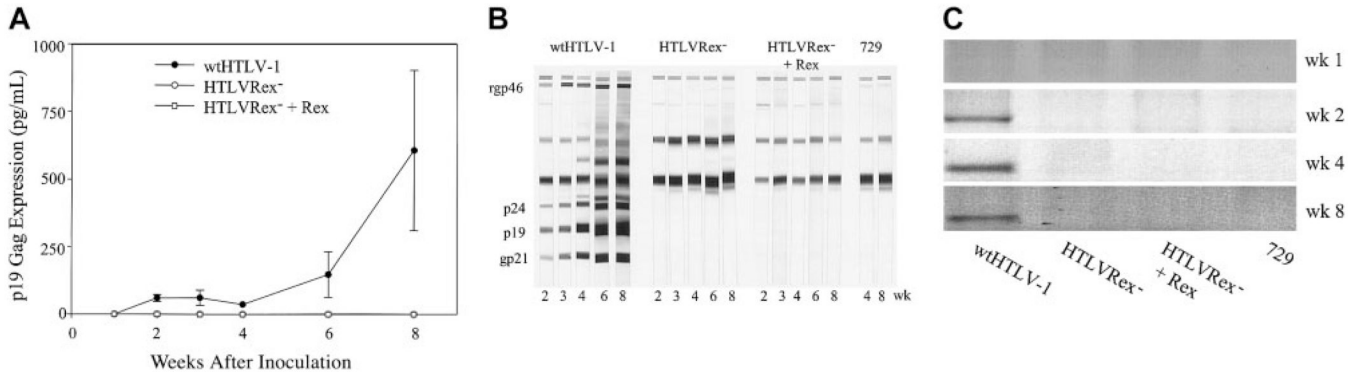 A
1000
750
500
250
0
p19 Gag Expression (pg/mL)
wtHTLV-1
HTLVRex⁻
HTLVRex⁻ + Rex
0 2 4 6 8
Weeks After Inoculation
B
wtHTLV-1 HTLVRex⁻ HTLVRex⁻ 729
+ Rex
rgp46
p24
p19
gp21
2 3 4 6 8 2 3 4 6 8 2 3 4 6 8 4 8 wk
C
wk 1
wk 2
wk 4
wk 8
wtHTLV-1
HTLVRex⁻
HTLVRex⁻
+ Rex
729